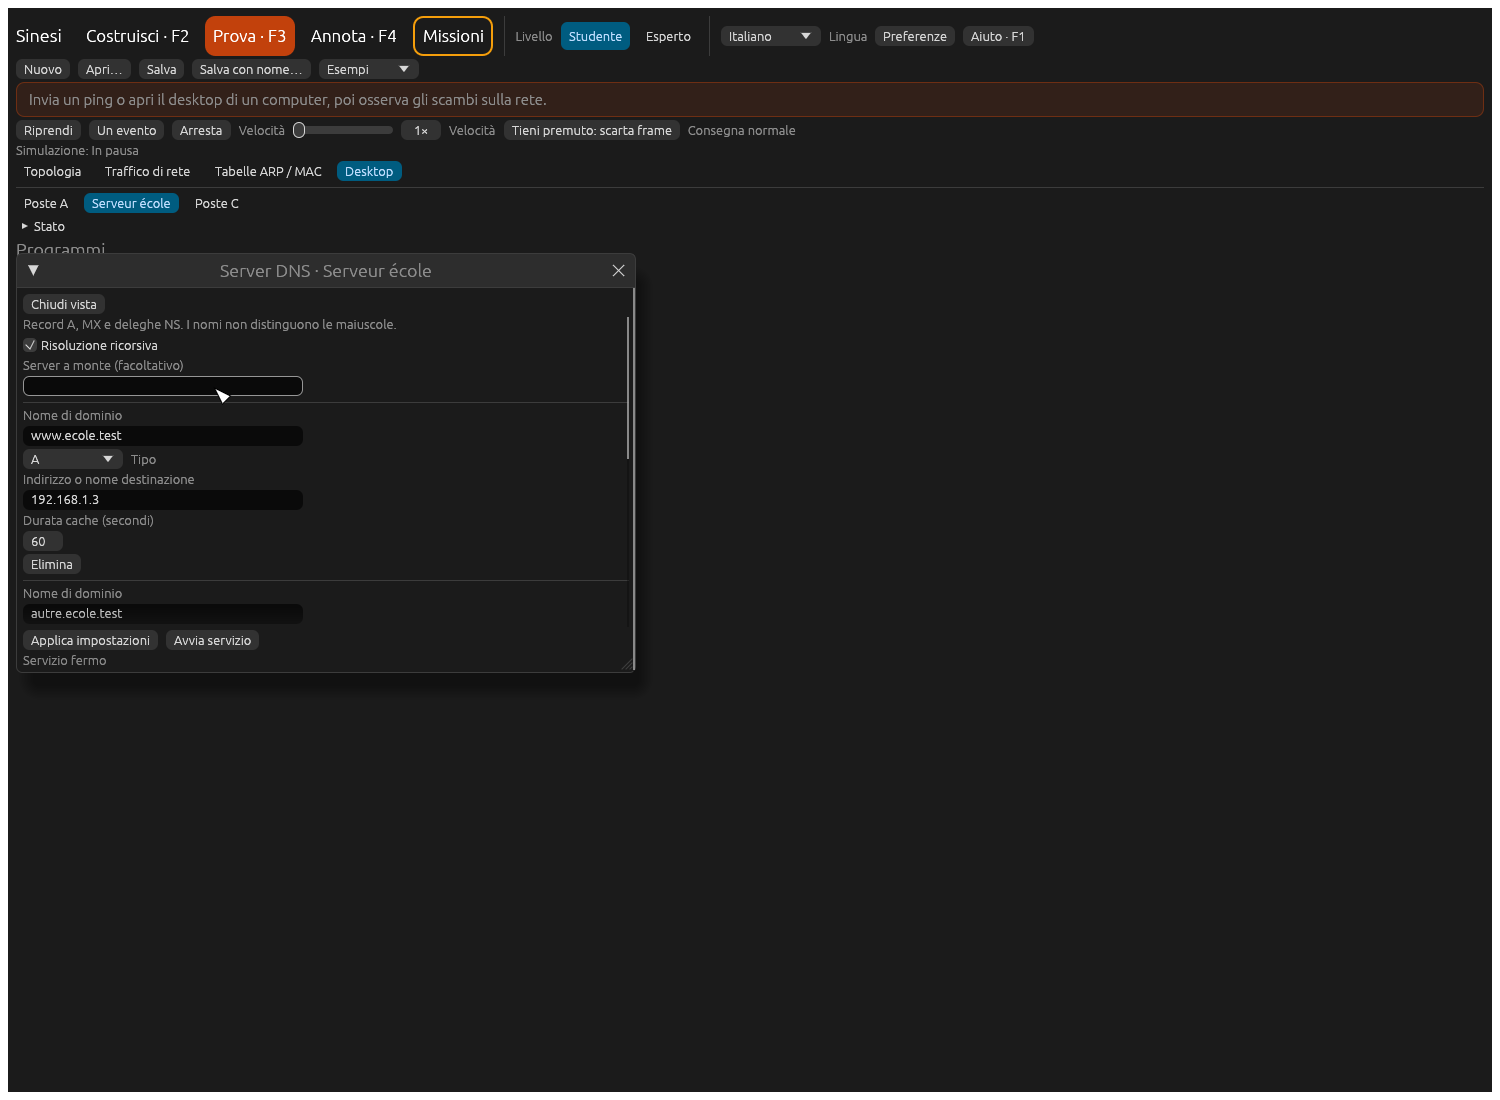 Sinesi Costruisci · F2 Prova · F3 Annota · F4 Missioni Livello Studente Esperto Italiano Lingua Preferenze Aiuto · F1
Nuovo Apri… Salva Salva con nome… Esempi
Invia un ping o apri il desktop di un computer, poi osserva gli scambi sulla rete.
Riprendi Un evento Arresta Velocità 1× Velocità Tieni premuto: scarta frame Consegna normale
Simulazione: In pausa
Topologia Traffico di rete Tabelle ARP / MAC Desktop
Poste A Serveur école Poste C
Stato
Programmi
Server DNS · Serveur école
Chiudi vista
Record A, MX e deleghe NS. I nomi non distinguono le maiuscole.
Risoluzione ricorsiva
Server a monte (facoltativo)
Nome di dominio
www.ecole.test
A Tipo
Indirizzo o nome destinazione
192.168.1.3
Durata cache (secondi)
60
Elimina
Nome di dominio
autre.ecole.test
Applica impostazioni Avvia servizio
Servizio fermo